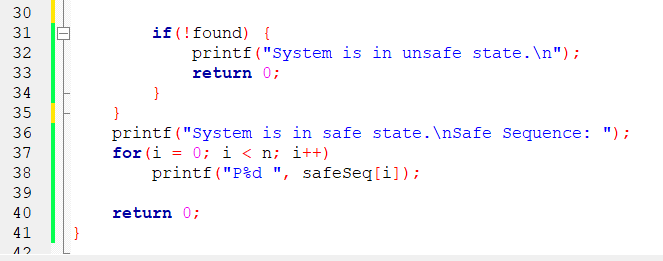 30
31 if(!found) {
32 printf("System is in unsafe state.\n");
33 return 0;
34 }
35 }
36 printf("System is in safe state.\nSafe Sequence: ");
37 for(i = 0; i < n; i++)
38 printf("P%d ", safeSeq[i]);
39
40 return 0;
41 }
42